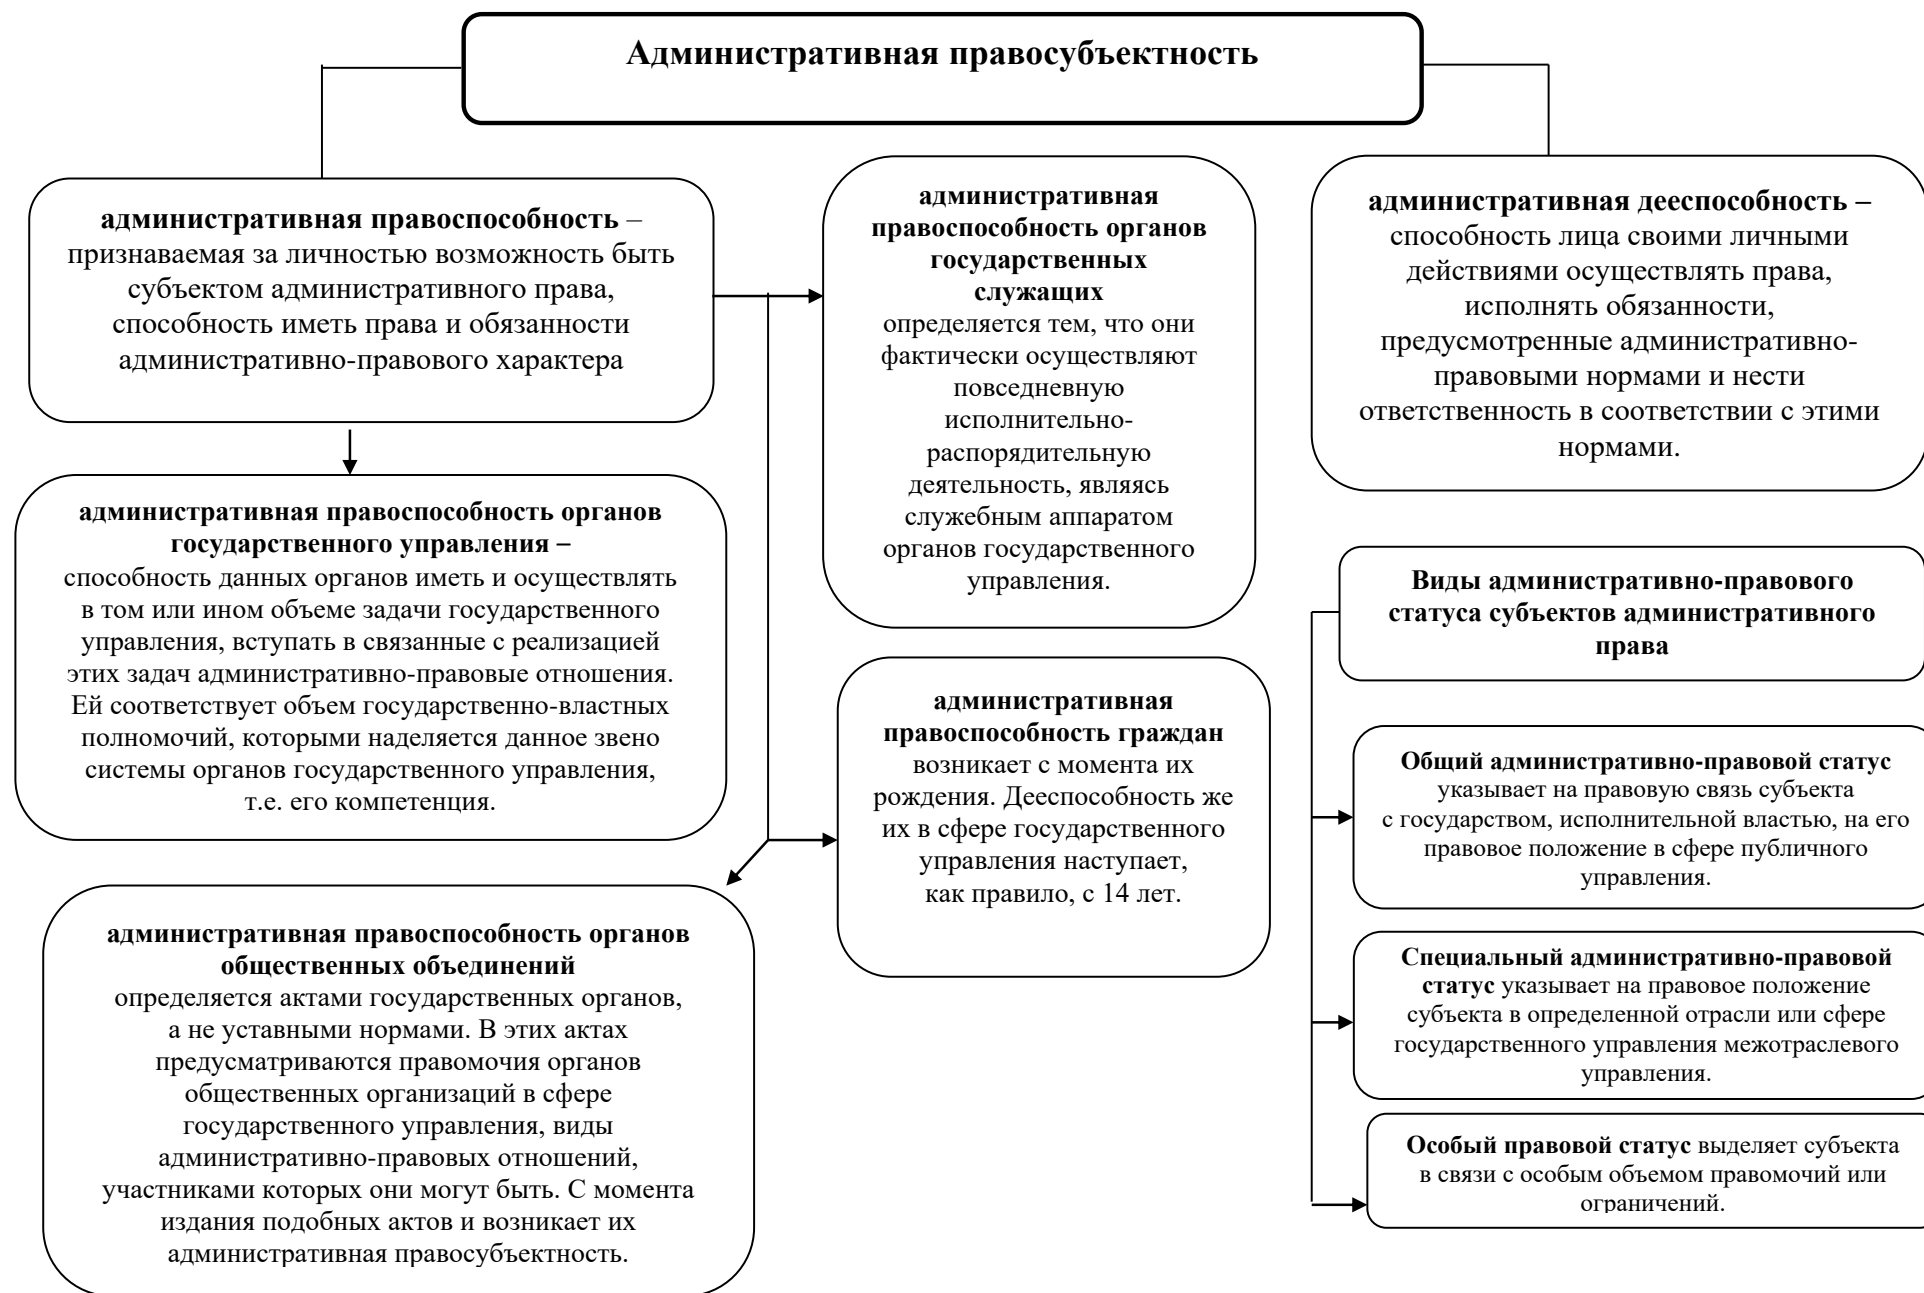 Административная правосубъектность
административная правоспособность –
признаваемая за личностью возможность быть
субъектом административного права,
способность иметь права и обязанности
административно-правового характера
административная
правоспособность органов
государственных
служащих
определяется тем, что они
фактически осуществляют
повседневную
исполнительно-
распорядительную
деятельность, являясь
служебным аппаратом
органов государственного
управления.
административная дееспособность –
способность лица своими личными
действиями осуществлять права,
исполнять обязанности,
предусмотренные административно-
правовыми нормами и нести
ответственность в соответствии с этими
нормами.
административная правоспособность органов
государственного управления –
способность данных органов иметь и осуществлять
в том или ином объеме задачи государственного
управления, вступать в связанные с реализацией
этих задач административно-правовые отношения.
Ей соответствует объем государственно-властных
полномочий, которыми наделяется данное звено
системы органов государственного управления,
т.е. его компетенция.
административная
правоспособность граждан
возникает с момента их
рождения. Дееспособность же
их в сфере государственного
управления наступает,
как правило, с 14 лет.
административная правоспособность органов
общественных объединений
определяется актами государственных органов,
а не уставными нормами. В этих актах
предусматриваются правомочия органов
общественных организаций в сфере
государственного управления, виды
административно-правовых отношений,
участниками которых они могут быть. С момента
издания подобных актов и возникает их
административная правосубъектность.
Виды административно-правового
статуса субъектов административного
права
Общий административно-правовой статус
указывает на правовую связь субъекта
с государством, исполнительной властью, на его
правовое положение в сфере публичного
управления.
Специальный административно-правовой
статус указывает на правовое положение
субъекта в определенной отрасли или сфере
государственного управления межотраслевого
управления.
Особый правовой статус выделяет субъекта
в связи с особым объемом правомочий или
ограничений.